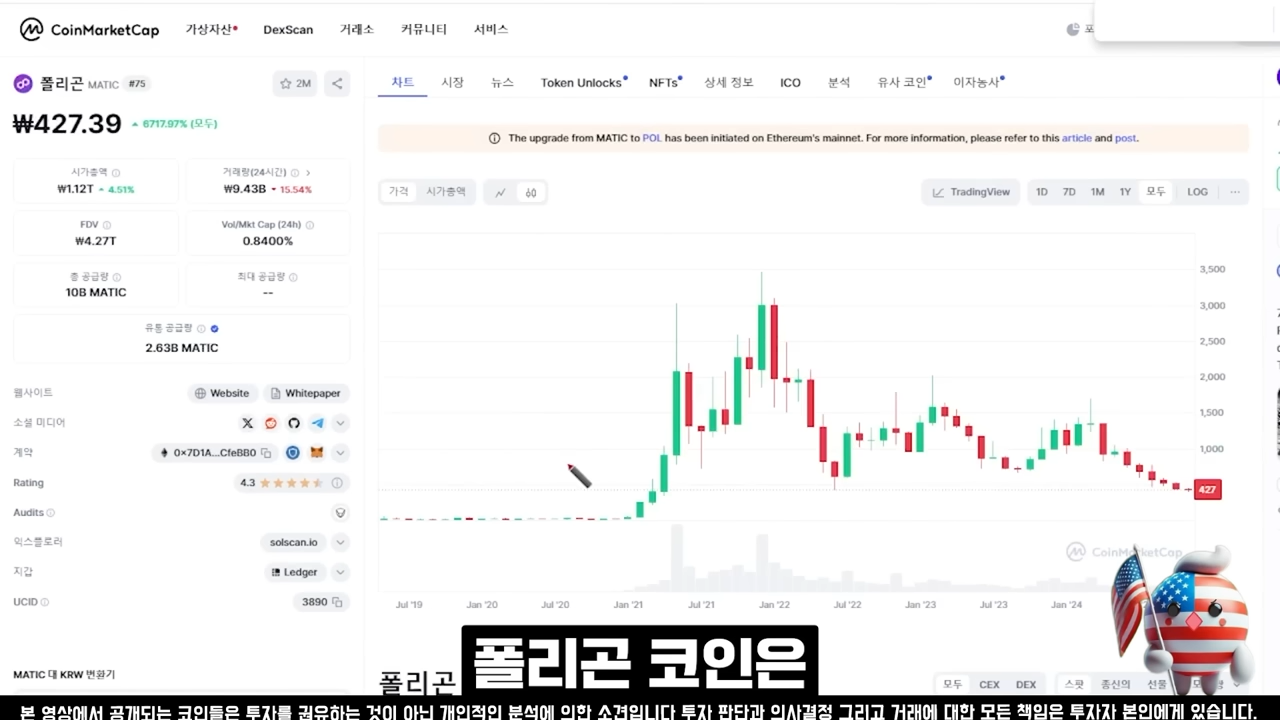 CoinMarketCap 가상자산 DexScan 거래소 커뮤니티 서비스
폴리곤 MATIC #75 2M
₩427.39 6717.97% (모두)
시가총액
₩1.12T 4.51%
거래량(24시간)
₩9.43B 15.54%
FDV
₩4.27T
Vol/Mkt Cap (24h)
0.8400%
총 공급량
10B MATIC
최대 공급량
--
유통 공급량
2.63B MATIC
웹사이트 Website Whitepaper
소셜 미디어
계약 0x7D1A...CfeBB0
Rating 4.3
Audits
익스플로러 solscan.io
지갑 Ledger
UCID 3890
MATIC 대 KRW 변환기
차트 시장 뉴스 Token Unlocks NFTs 상세 정보 ICO 분석 유사 코인 이자농사
The upgrade from MATIC to POL has been initiated on Ethereum's mainnet. For more information, please refer to this article and post.
가격 시가총액 TradingView 1D 7D 1M 1Y 모두 LOG ...
3,500
3,000
2,500
2,000
1,500
1,000
427
CoinMarketCap
Jul '19 Jan '20 Jul '20 Jan '21 Jul '21 Jan '22 Jul '22 Jan '23 Jul '23 Jan '24
폴리곤 모두 CEX DEX 스팟 종신의 선물
폴리곤 코인은
본 영상에서 공개되는 코인들은 투자를 권유하는 것이 아닌 개인적인 분석에 의한 소견입니다 투자 판단과 의사결정 그리고 거래에 대한 모든 책임은 투자자 본인에게 있습니다.